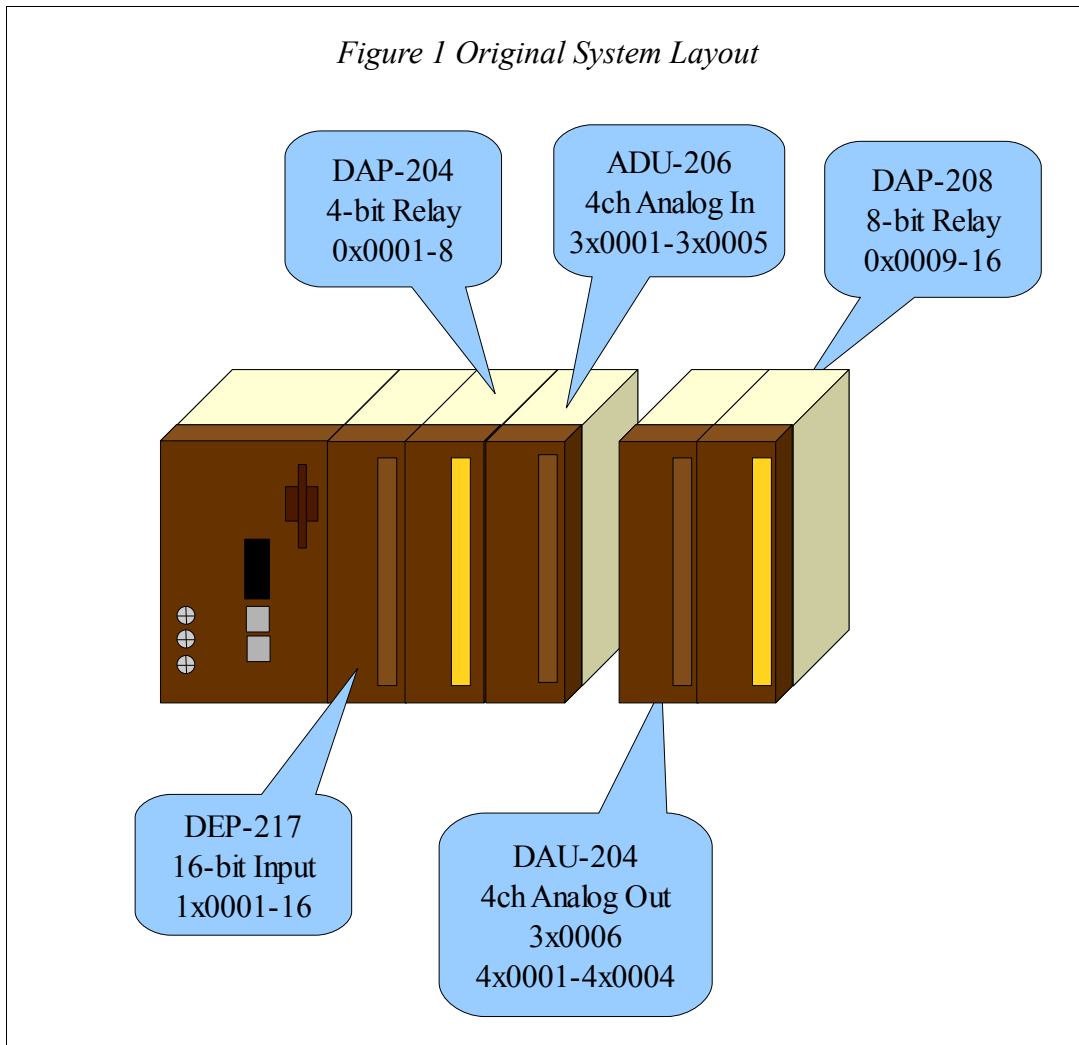 Figure 1 Original System Layout
DAP-204
4-bit Relay
0x0001-8
ADU-206
4ch Analog In
3x0001-3x0005
DAP-208
8-bit Relay
0x0009-16
DEP-217
16-bit Input
1x0001-16
DAU-204
4ch Analog Out
3x0006
4x0001-4x0004